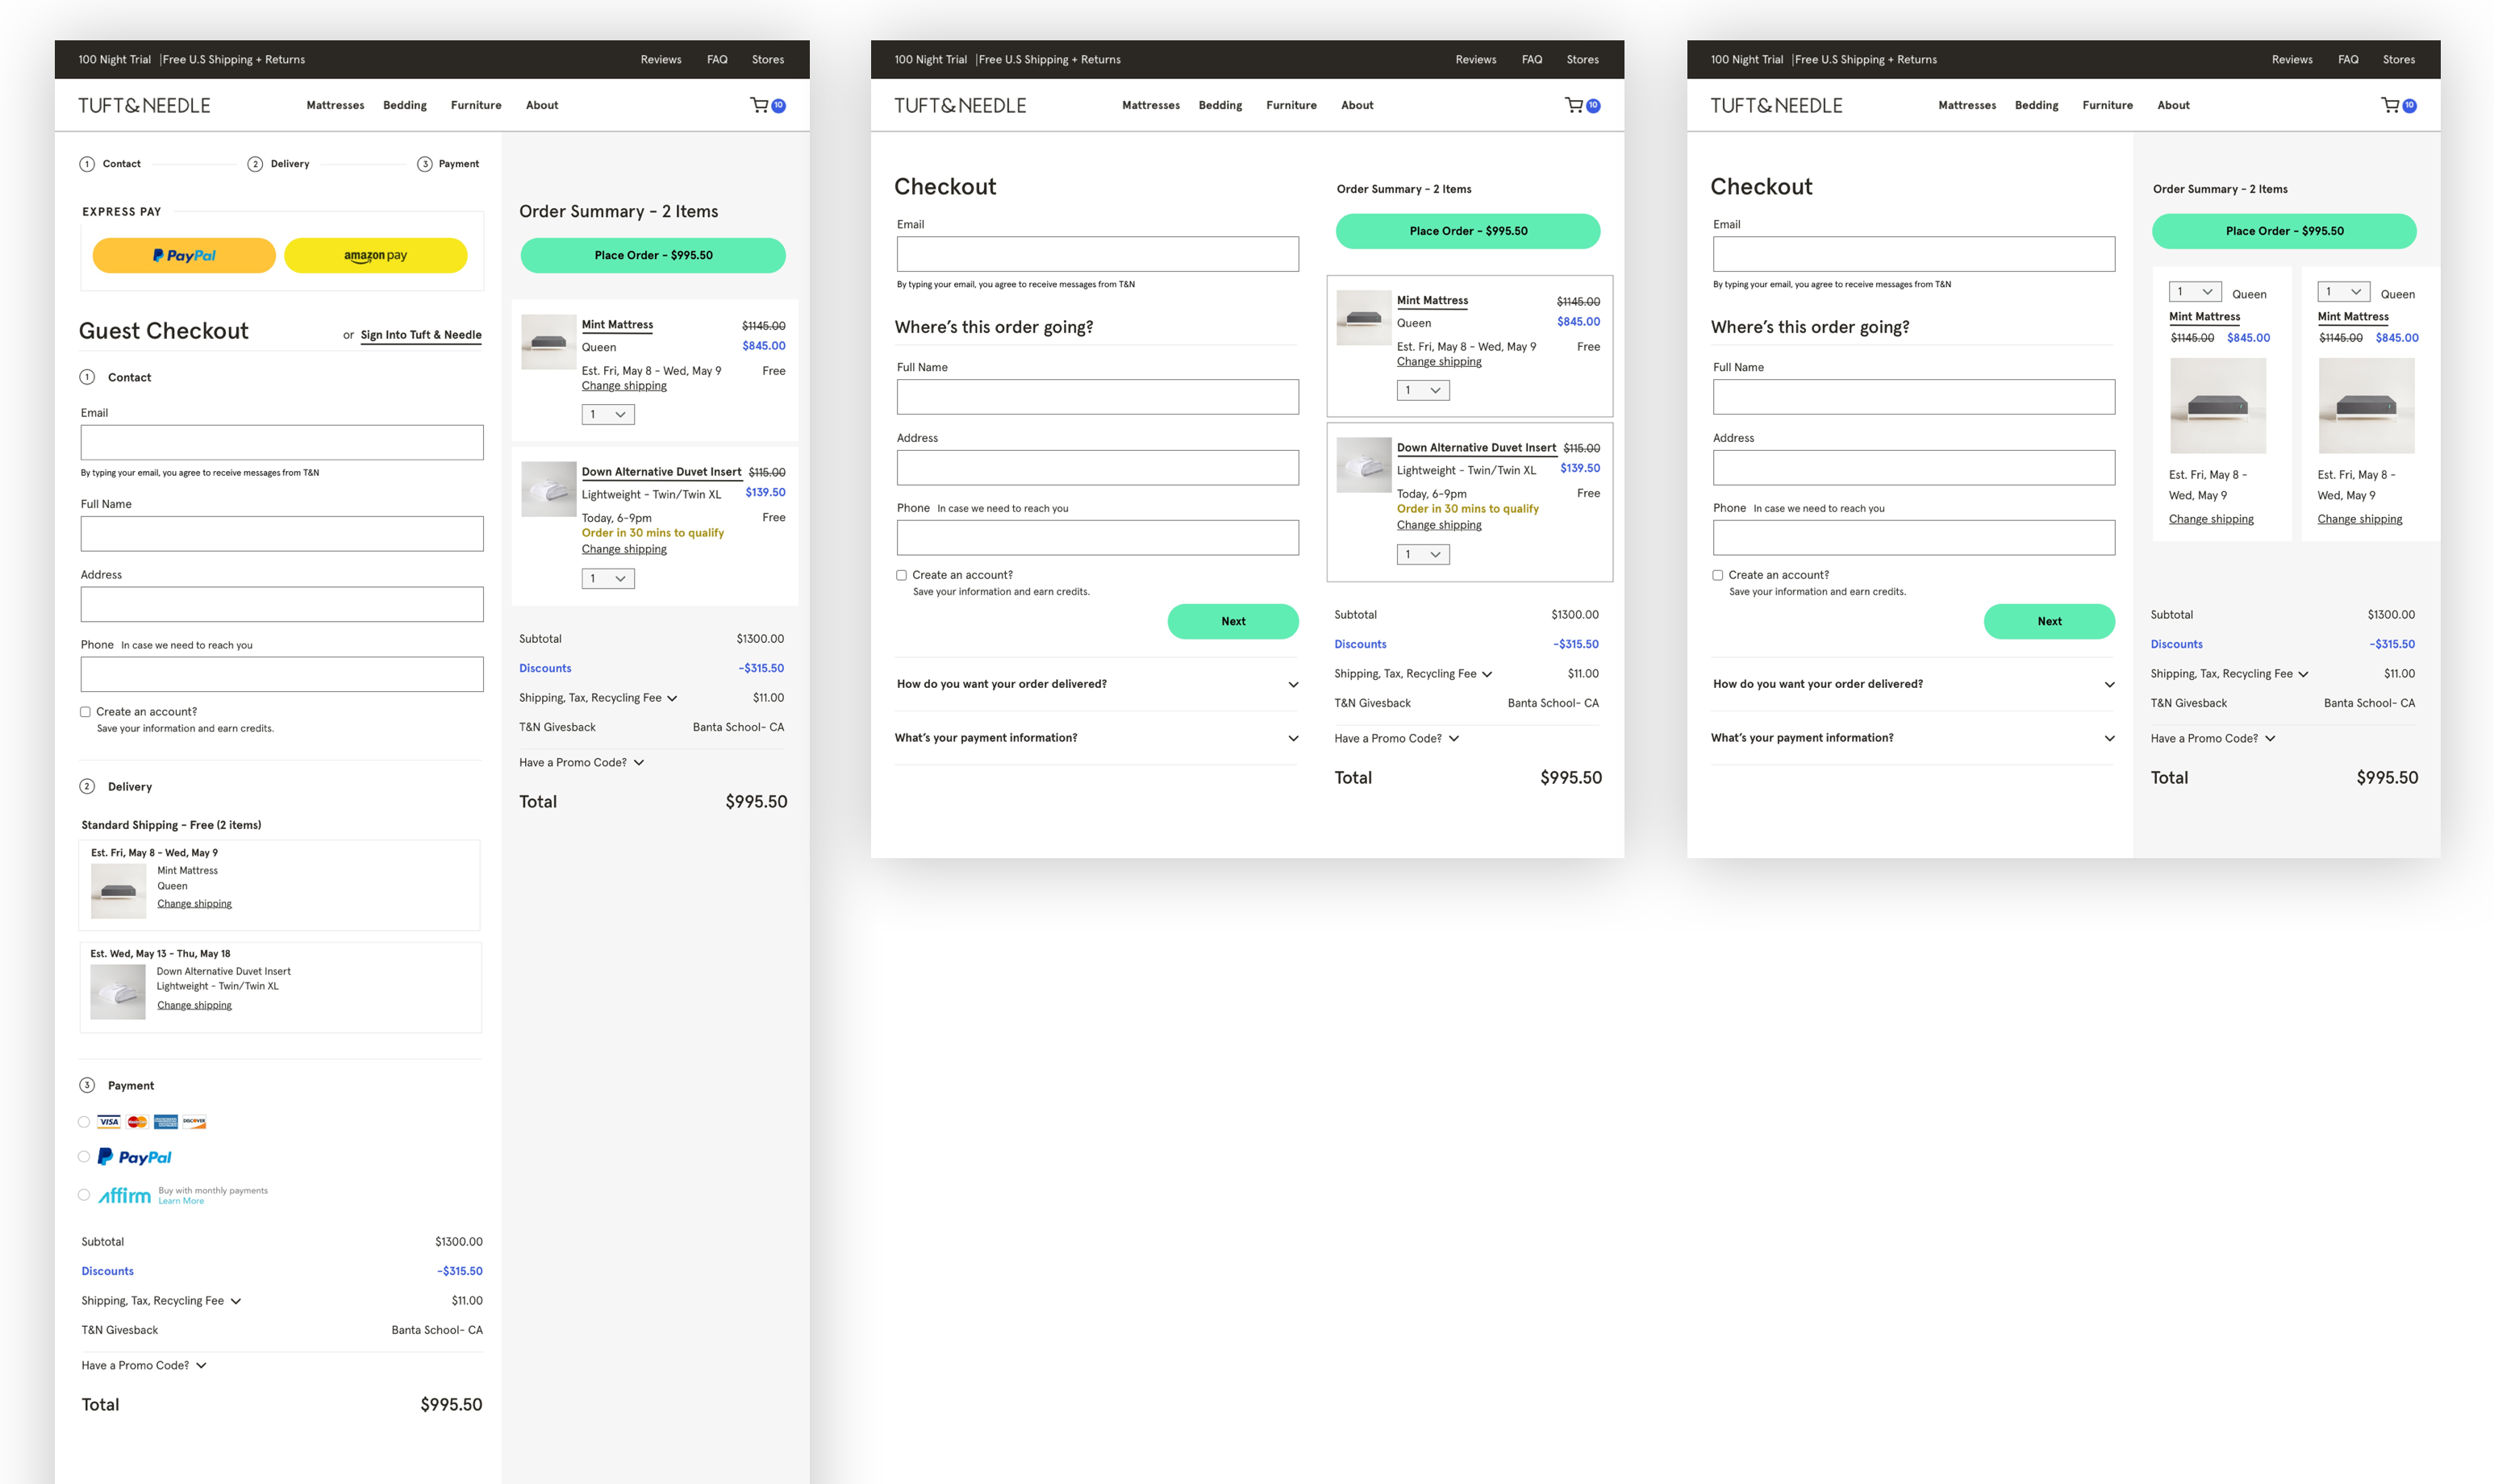 100 Night Trial |Free U.S Shipping + Returns
Reviews FAQ Stores
TUFT&NEEDLE
Mattresses Bedding Furniture About
10
1 Contact 2 Delivery 3 Payment
EXPRESS PAY
PayPal
amazon pay
Guest Checkout
or Sign Into Tuft & Needle
1 Contact
Email
By typing your email, you agree to receive messages from T&N
Full Name
Address
Phone In case we need to reach you
Create an account?
Save your information and earn credits.
2 Delivery
Standard Shipping - Free (2 items)
Est. Fri, May 8 - Wed, May 9
Mint Mattress
Queen
Change shipping
Est. Wed, May 13 - Thu, May 18
Down Alternative Duvet Insert
Lightweight - Twin/Twin XL
Change shipping
3 Payment
VISA DISCOVER
PayPal
affirm
Buy with monthly payments
Learn More
Subtotal $1300.00
Discounts -$315.50
Shipping, Tax, Recycling Fee $11.00
T&N Givesback Banta School- CA
Have a Promo Code?
Total $995.50
Order Summary - 2 Items
Place Order - $995.50
Mint Mattress $1145.00
Queen $845.00
Est. Fri, May 8 - Wed, May 9 Free
Change shipping
1
Down Alternative Duvet Insert $115.00
Lightweight - Twin/Twin XL $139.50
Today, 6-9pm Free
Order in 30 mins to qualify
Change shipping
1
Subtotal $1300.00
Discounts -$315.50
Shipping, Tax, Recycling Fee $11.00
T&N Givesback Banta School- CA
Have a Promo Code?
Total $995.50
100 Night Trial |Free U.S Shipping + Returns
Reviews FAQ Stores
TUFT&NEEDLE
Mattresses Bedding Furniture About
10
Checkout
Email
By typing your email, you agree to receive messages from T&N
Where's this order going?
Full Name
Address
Phone In case we need to reach you
Create an account?
Save your information and earn credits.
Next
How do you want your order delivered?
What's your payment information?
Order Summary - 2 Items
Place Order - $995.50
Mint Mattress $1145.00
Queen $845.00
Est. Fri, May 8 - Wed, May 9 Free
Change shipping
1
Down Alternative Duvet Insert $115.00
Lightweight - Twin/Twin XL $139.50
Today, 6-9pm Free
Order in 30 mins to qualify
Change shipping
1
Subtotal $1300.00
Discounts -$315.50
Shipping, Tax, Recycling Fee $11.00
T&N Givesback Banta School- CA
Have a Promo Code?
Total $995.50
100 Night Trial |Free U.S Shipping + Returns
Reviews FAQ Stores
TUFT&NEEDLE
Mattresses Bedding Furniture About
10
Checkout
Email
By typing your email, you agree to receive messages from T&N
Where's this order going?
Full Name
Address
Phone In case we need to reach you
Create an account?
Save your information and earn credits.
Next
How do you want your order delivered?
What's your payment information?
Order Summary - 2 Items
Place Order - $995.50
1 Queen
Mint Mattress
$1145.00 $845.00
Est. Fri, May 8 -
Wed, May 9
Change shipping
1 Queen
Mint Mattress
$1145.00 $845.00
Est. Fri, May 8 -
Wed, May 9
Change shipping
Subtotal $1300.00
Discounts -$315.50
Shipping, Tax, Recycling Fee $11.00
T&N Givesback Banta School- CA
Have a Promo Code?
Total $995.50